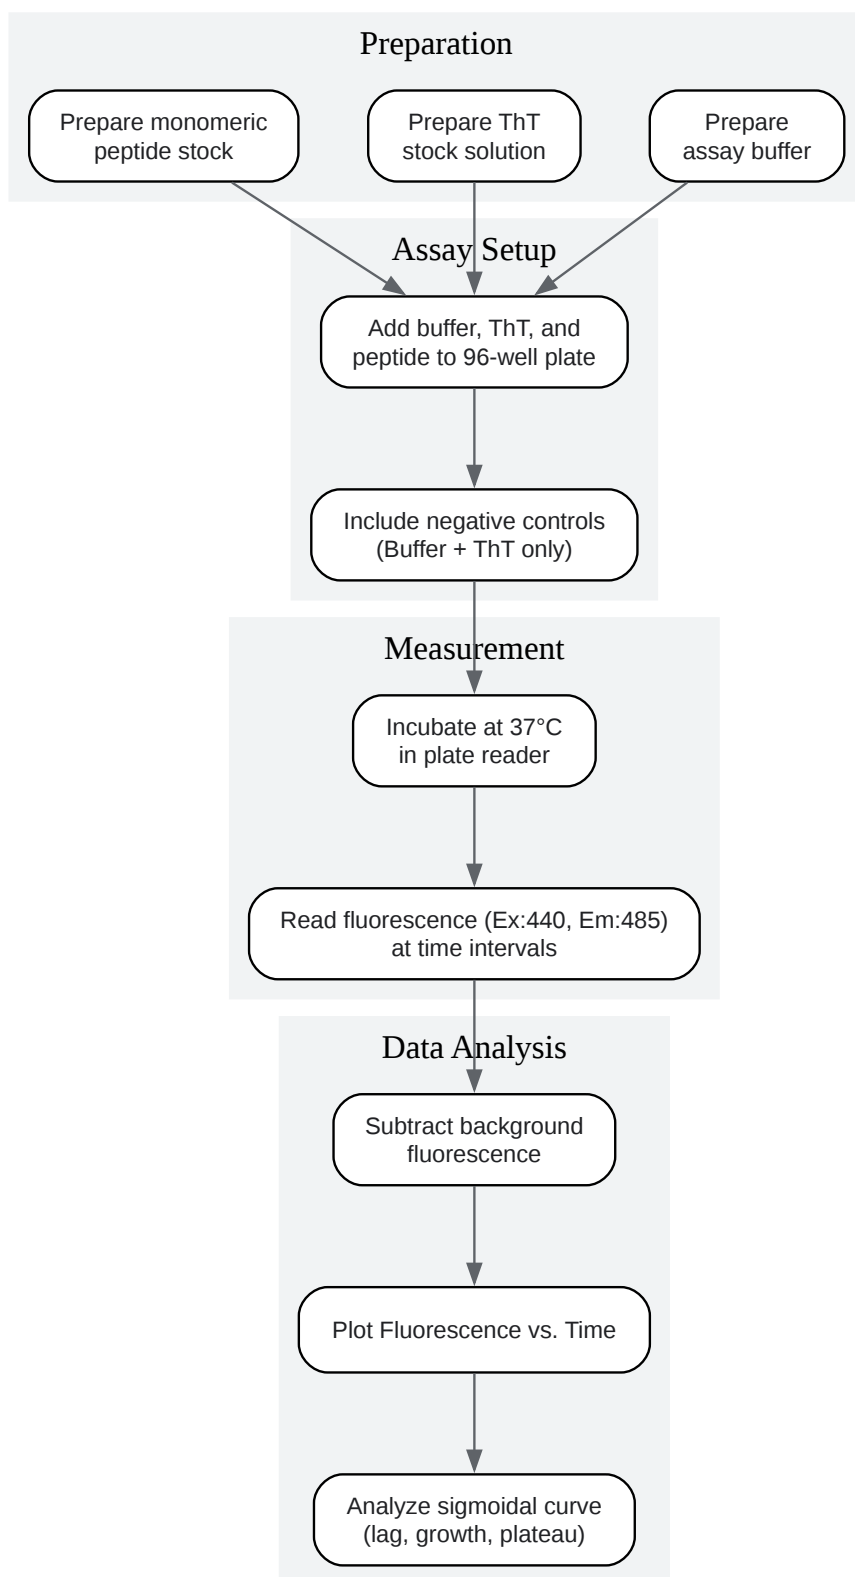 Preparation
Prepare monomeric
peptide stock
Prepare ThT
stock solution
Prepare
assay buffer
Assay Setup
Add buffer, ThT, and
peptide to 96-well plate
Include negative controls
(Buffer + ThT only)
Measurement
Incubate at 37°C
in plate reader
Read fluorescence (Ex:440, Em:485)
at time intervals
Data Analysis
Subtract background
fluorescence
Plot Fluorescence vs. Time
Analyze sigmoidal curve
(lag, growth, plateau)